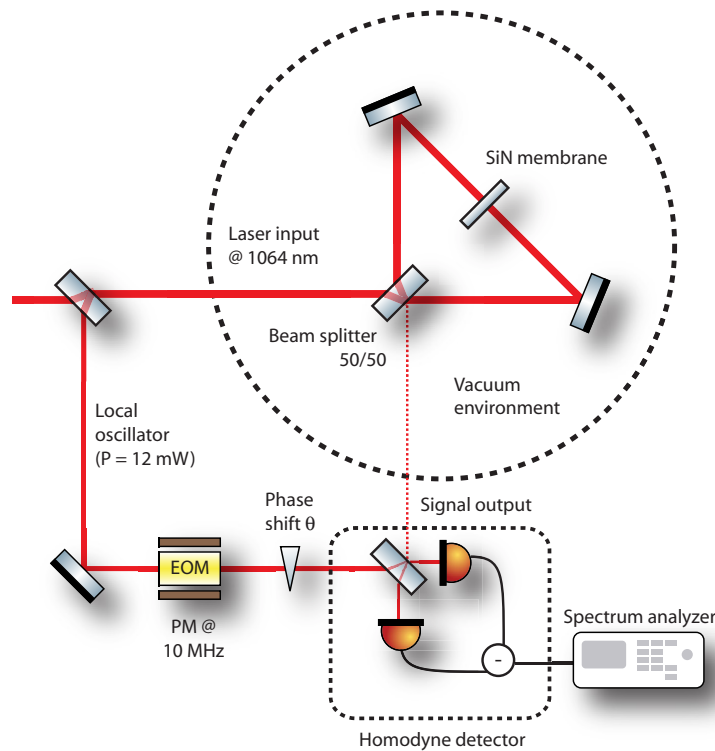 SiN membrane
Laser input
@ 1064 nm
Beam splitter
50/50
Vacuum
environment
Local
oscillator
(P = 12 mW)
Phase
shift θ
Signal output
EOM
PM @
10 MHz
Spectrum analyzer
-
Homodyne detector